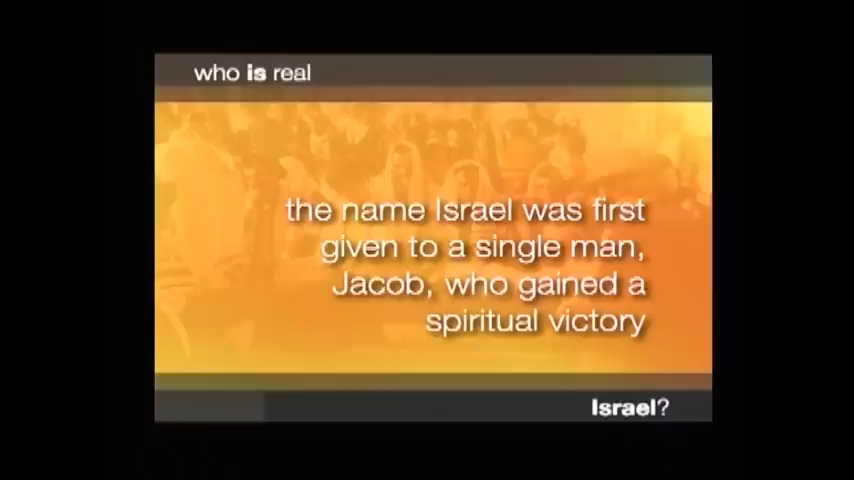 who is real
the name Israel was first
given to a single man,
Jacob, who gained a
spiritual victory
Israel?